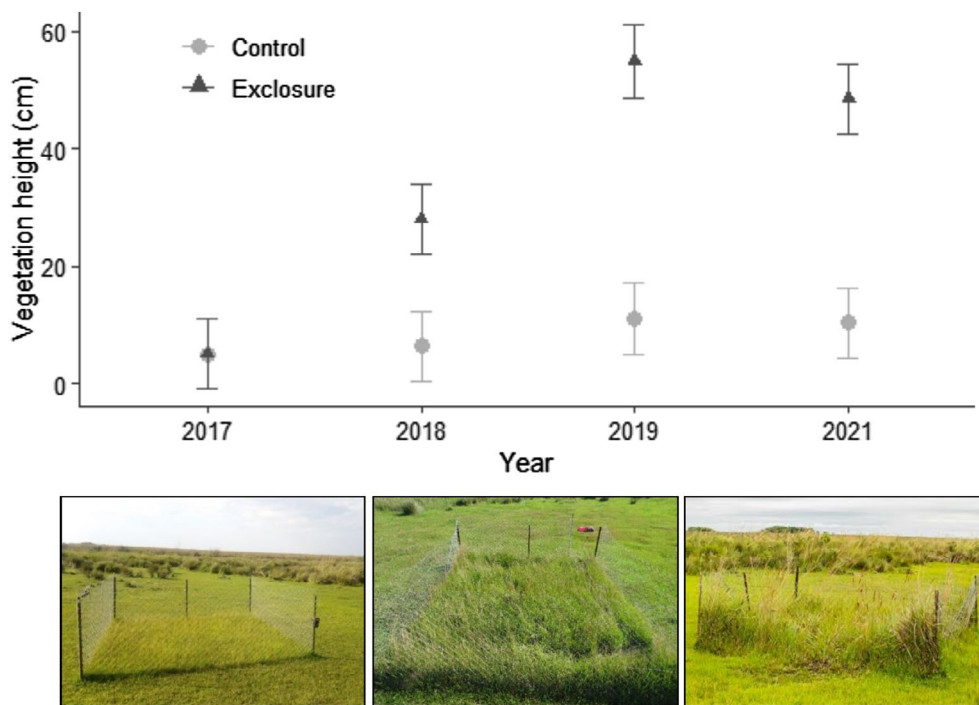 Control
Exclosure
Vegetation height (cm)
60
40
20
0
2017 2018 2019 2021
Year